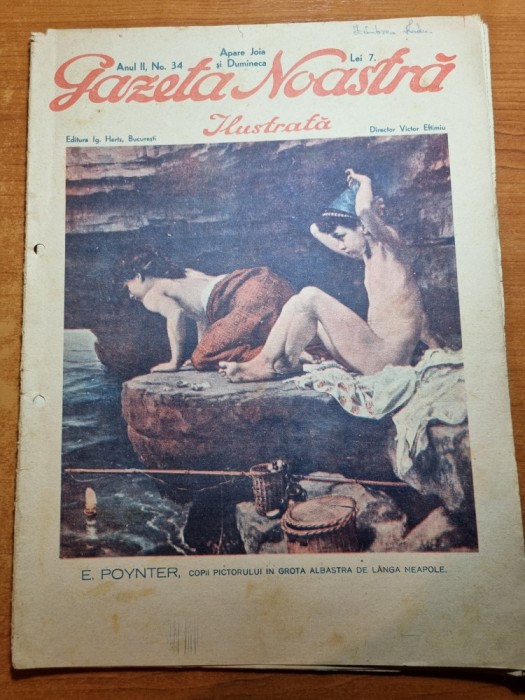 Anul II, No. 34
Apare Joia
și Dumineca
Lei 7.
Gazeta Noastră
Ilustrată
Editura Ig. Hertz, București
Director Victor Eftimiu
E. POYNTER, COPII PICTORULUI IN GROTA ALBASTRA DE LÂNGA NEAPOLE.